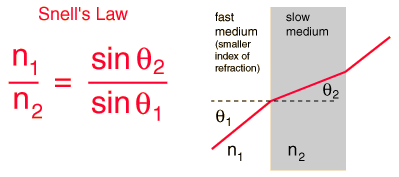 Snell's Law
n1
n2
=
sin θ2
sin θ1
fast
medium
(smaller
index of
refraction)
slow
medium
θ1
θ2
n1
n2